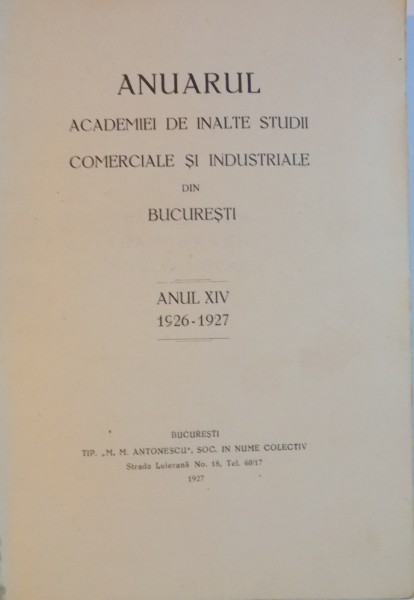 ANUARUL
ACADEMIEI DE INALTE STUDII
COMERCIALE ȘI INDUSTRIALE
DIN
BUCUREȘTI
ANUL XIV
1926-1927
BUCUREȘTI
TIP. „M. M. ANTONESCU", SOC. IN NUME COLECTIV
Strada Luterană No. 18, Tel. 60/17
1927